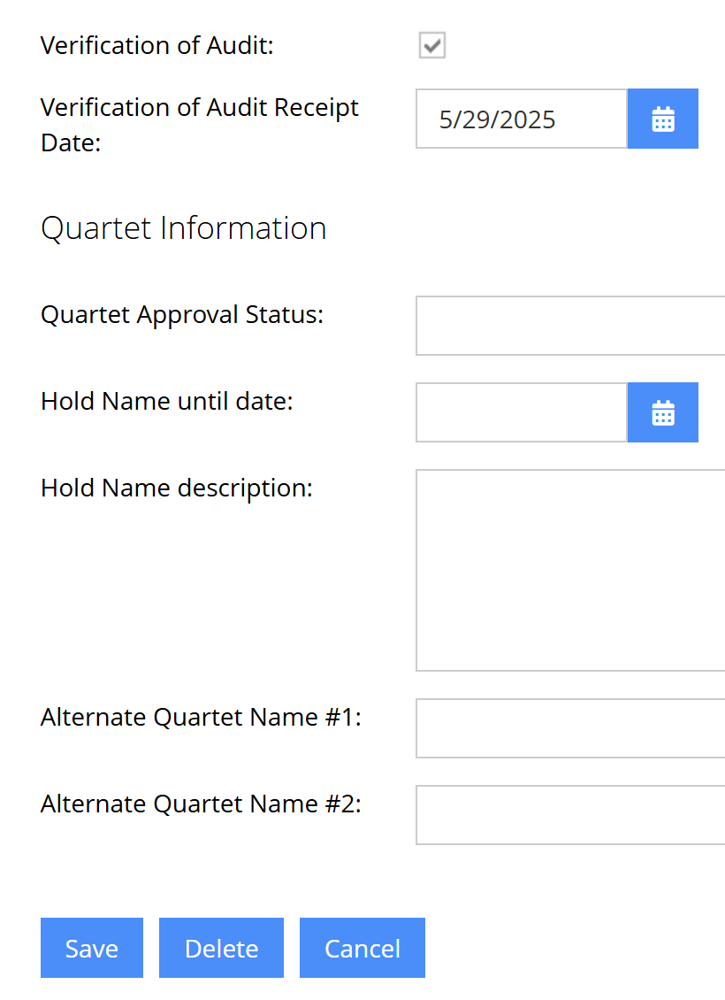 Verification of Audit:
Verification of Audit Receipt
Date:
5/29/2025
Quartet Information
Quartet Approval Status:
Hold Name until date:
Hold Name description:
Alternate Quartet Name #1:
Alternate Quartet Name #2:
Save Delete Cancel